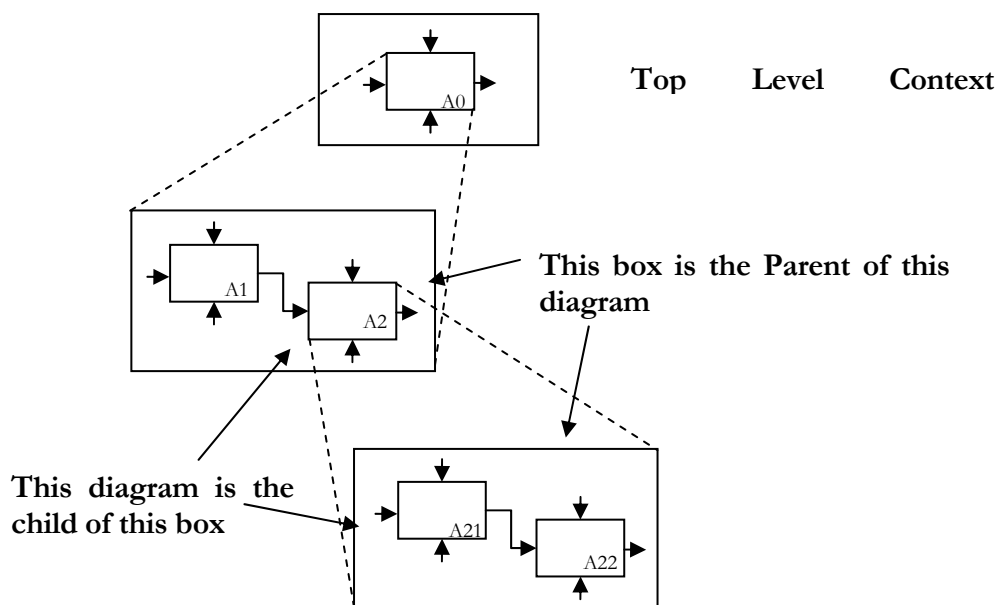 Top Level Context
A0
A1
A2
This box is the Parent of this
diagram
This diagram is the
child of this box
A21
A22